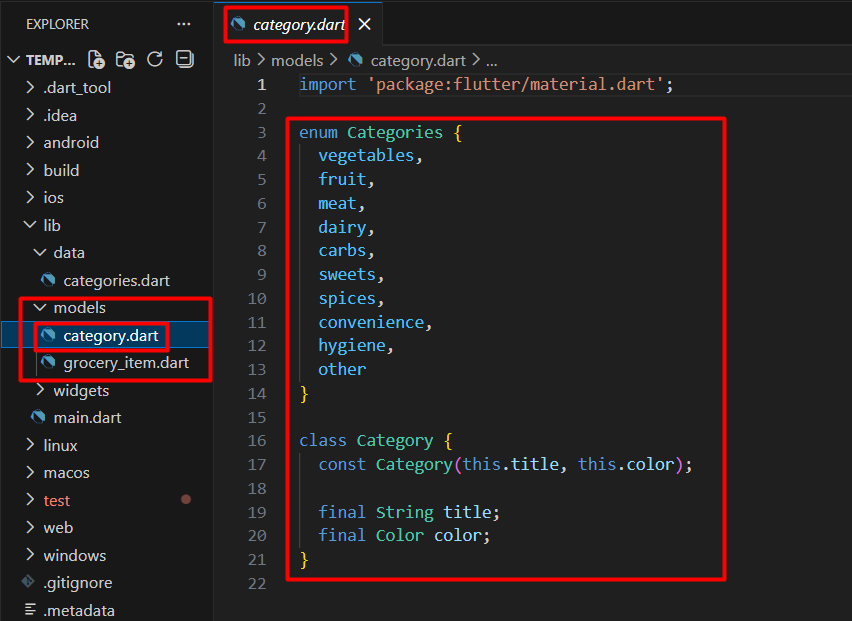 EXPLORER ...
TEMP...
.dart_tool
.idea
android
build
ios
lib
data
categories.dart
models
category.dart
grocery_item.dart
widgets
main.dart
linux
macos
test
web
windows
.gitignore
.metadata
category.dart
lib > models > category.dart > ...
1 import 'package:flutter/material.dart';
2
3 enum Categories {
4   vegetables,
5   fruit,
6   meat,
7   dairy,
8   carbs,
9   sweets,
10   spices,
11   convenience,
12   hygiene,
13   other
14 }
15
16 class Category {
17   const Category(this.title, this.color);
18
19   final String title;
20   final Color color;
21 }
22